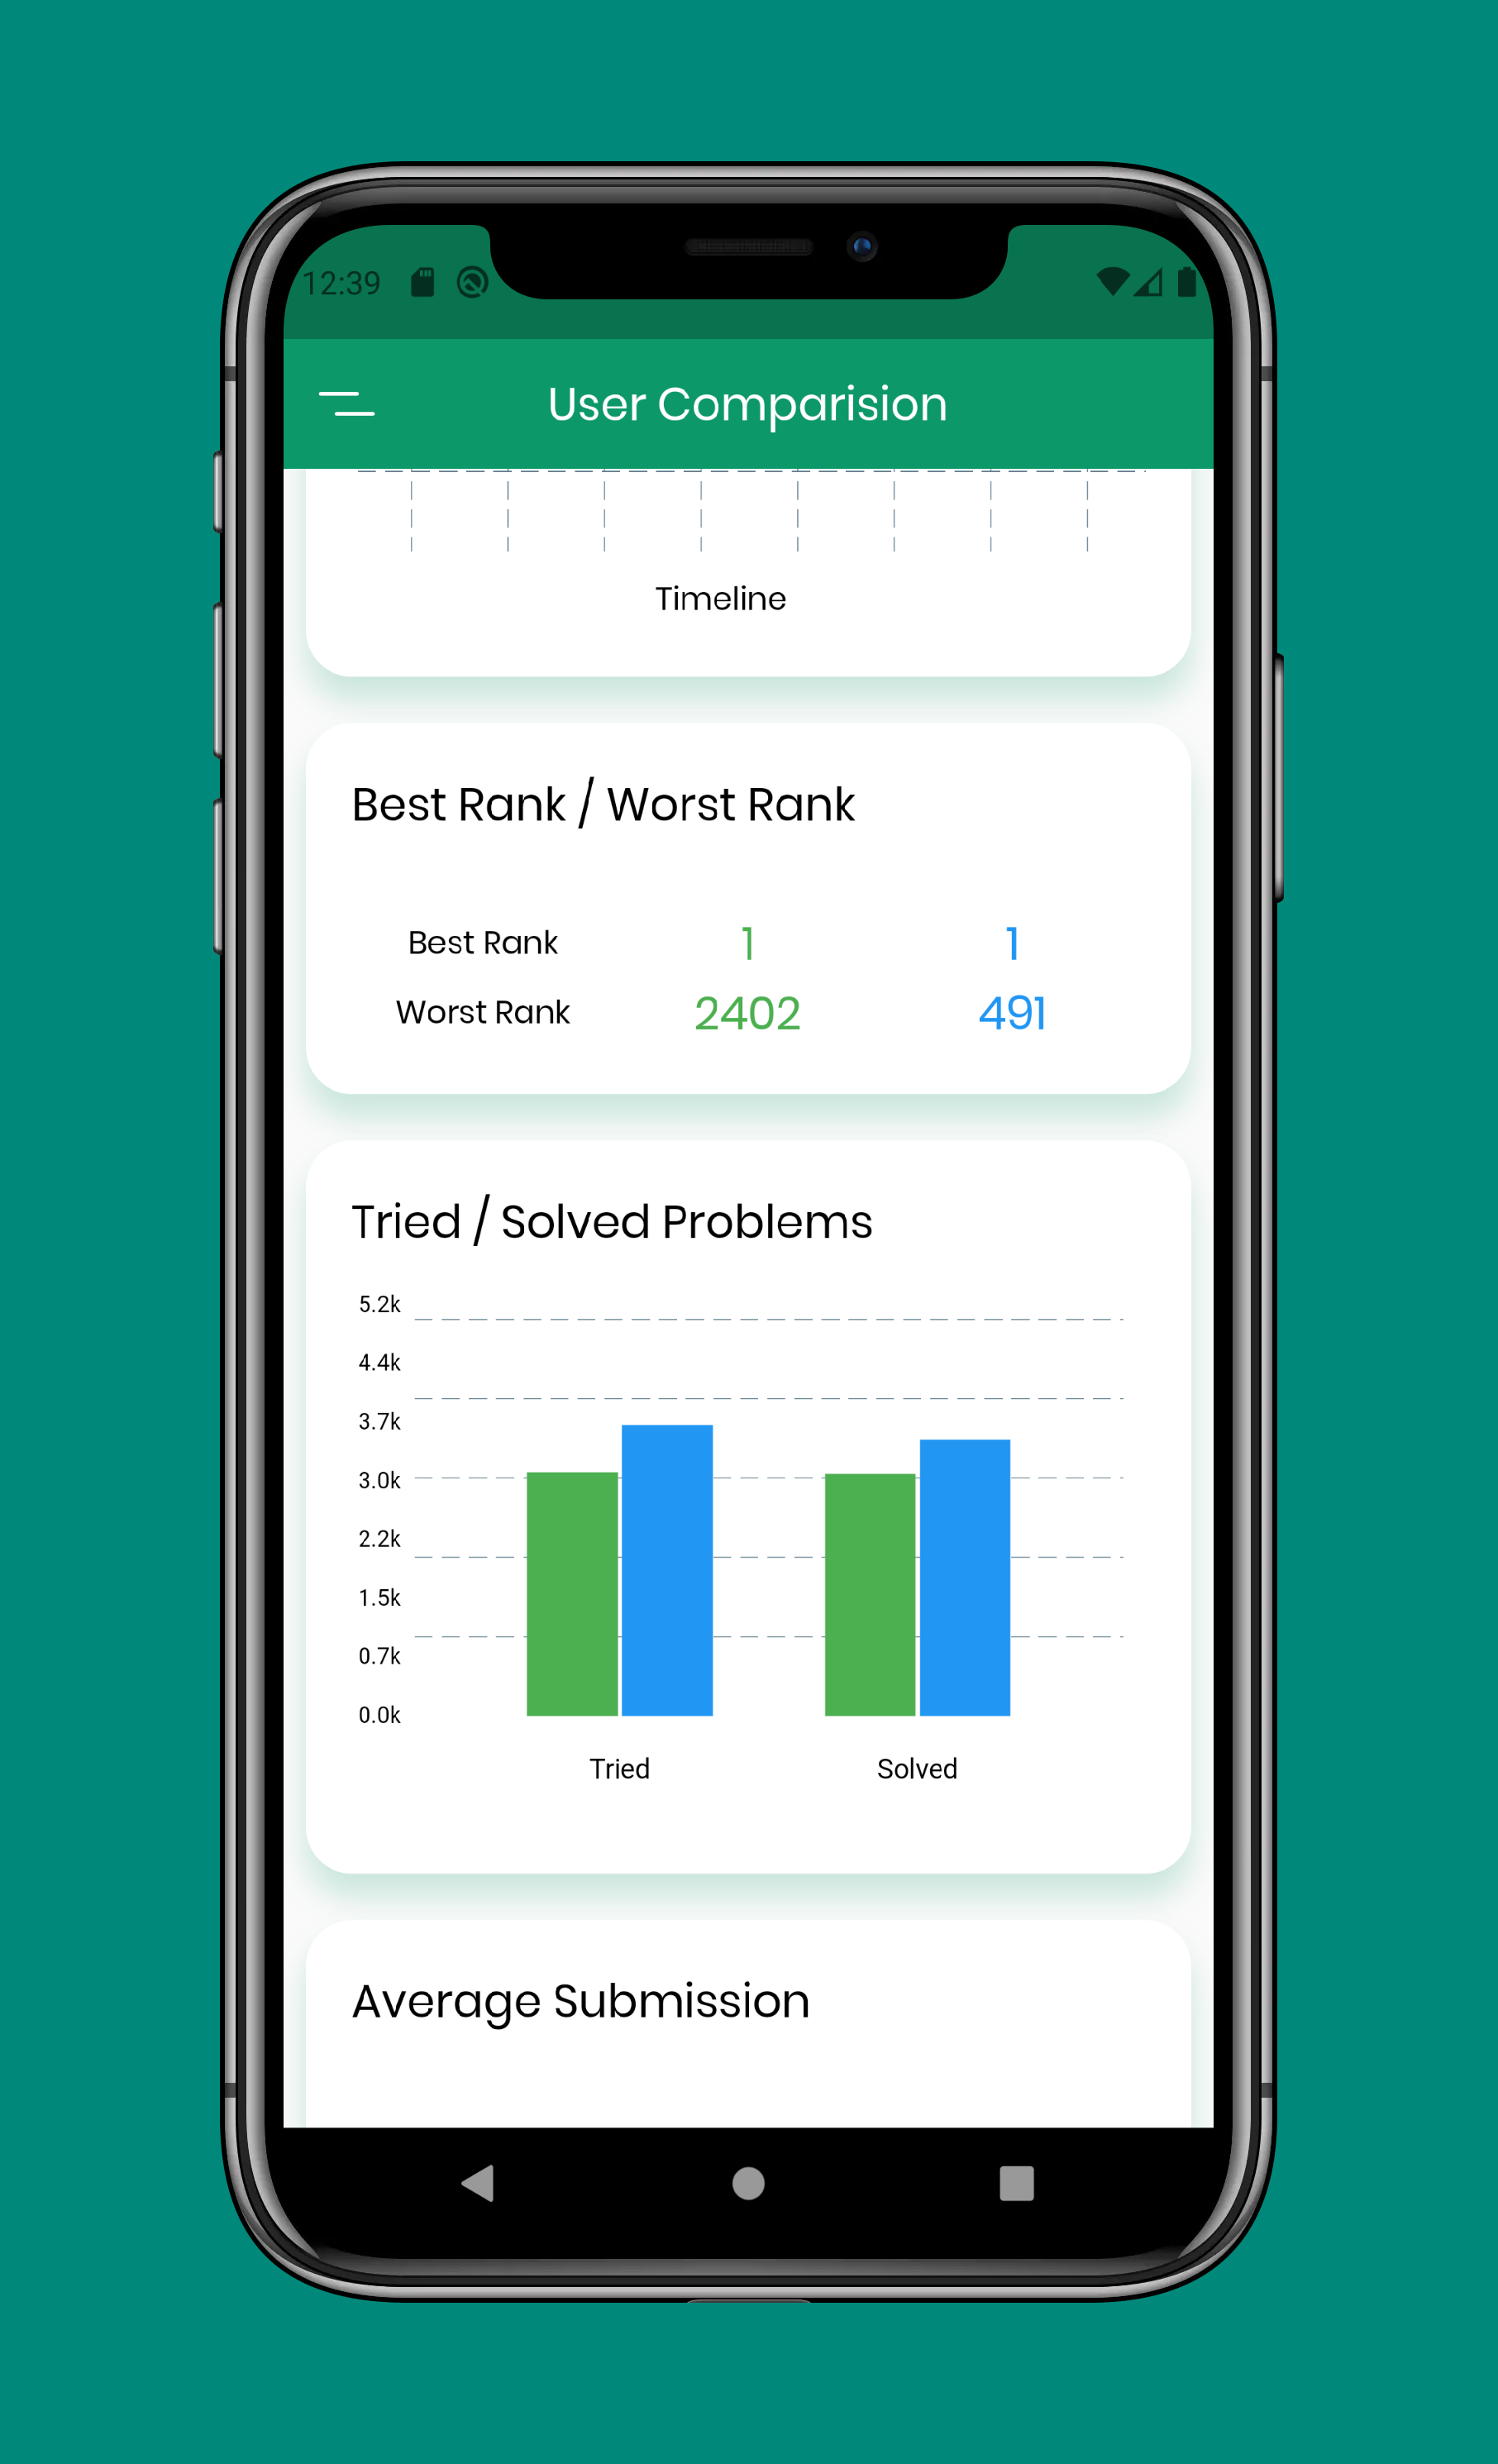 12:39
User Comparision
Timeline
Best Rank / Worst Rank
Best Rank 1 1
Worst Rank 2402 491
Tried / Solved Problems
5.2k
4.4k
3.7k
3.0k
2.2k
1.5k
0.7k
0.0k
Tried Solved
Average Submission